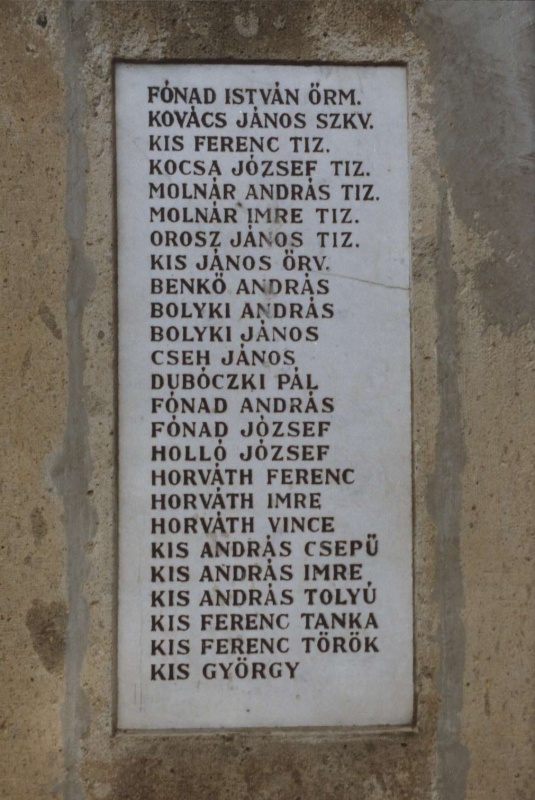 FÓNAD ISTVÁN ŐRM.
KOVÁCS JÁNOS SZKV.
KIS FERENC TIZ.
KOCSA JÓZSEF TIZ.
MOLNÁR ANDRÁS TIZ.
MOLNÁR IMRE TIZ.
OROSZ JÁNOS TIZ.
KIS JÁNOS ŐRV.
BENKŐ ANDRÁS
BOLYKI ANDRÁS
BOLYKI JÁNOS
CSEH JÁNOS
DUBÓCZKI PÁL
FÓNAD ANDRÁS
FÓNAD JÓZSEF
HOLLÓ JÓZSEF
HORVÁTH FERENC
HORVÁTH IMRE
HORVÁTH VINCE
KIS ANDRÁS CSEPŰ
KIS ANDRÁS IMRE
KIS ANDRÁS TOLYÚ
KIS FERENC TANKA
KIS FERENC TÖRÖK
KIS GYÖRGY